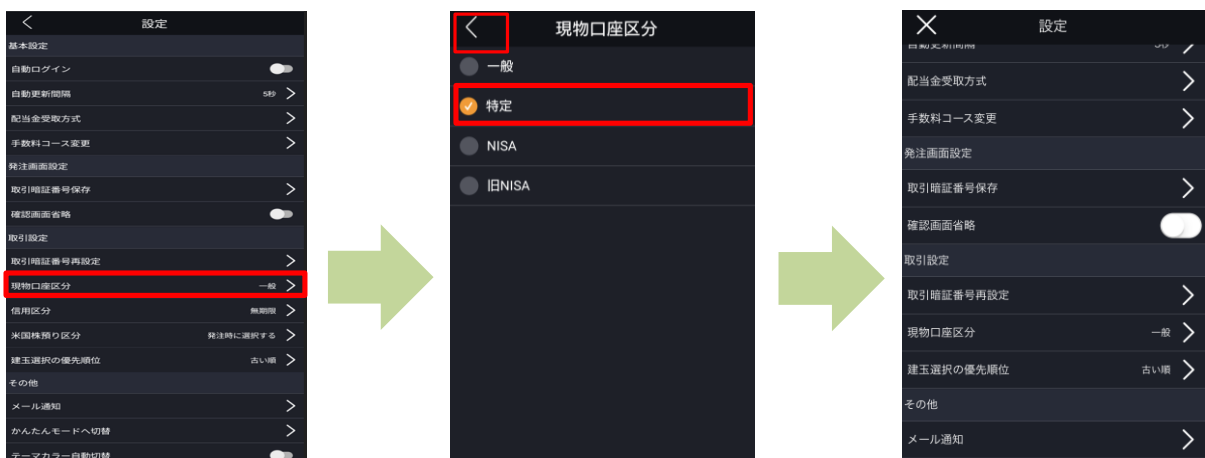 設定
基本設定
自動ログイン
自動更新間隔 5秒
配当金受取方式
手数料コース変更
発注画面設定
取引暗証番号保存
確認画面省略
取引設定
取引暗証番号再設定
現物口座区分 一般
信用区分 無期限
米国株預り区分 発注時に選択する
建玉選択の優先順位 古い順
その他
メール通知
かんたんモードへ切替
テーマカラー自動切替
現物口座区分
一般
特定
NISA
旧NISA
設定
自動更新間隔 5秒
配当金受取方式
手数料コース変更
発注画面設定
取引暗証番号保存
確認画面省略
取引設定
取引暗証番号再設定
現物口座区分 一般
建玉選択の優先順位 古い順
その他
メール通知